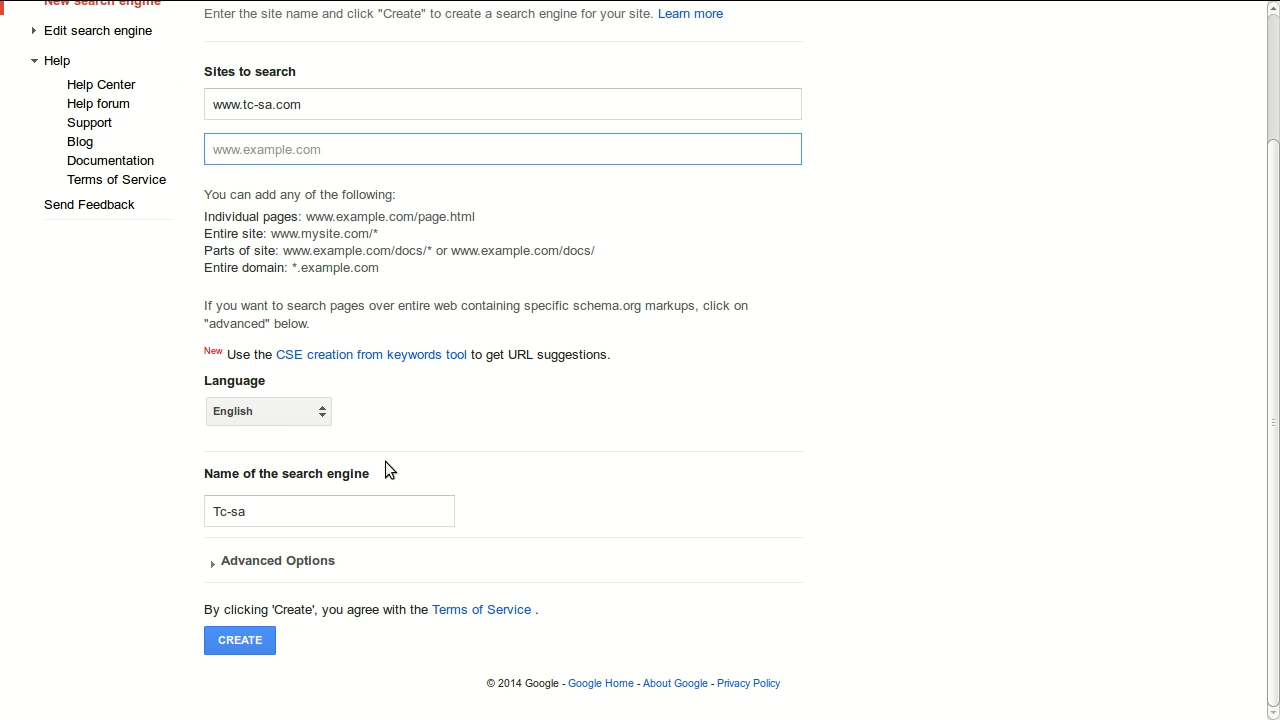 New search engine
Enter the site name and click "Create" to create a search engine for your site. Learn more
Edit search engine
Help
Help Center
Help forum
Support
Blog
Documentation
Terms of Service
Send Feedback
Sites to search
www.tc-sa.com
www.example.com
You can add any of the following:
Individual pages: www.example.com/page.html
Entire site: www.mysite.com/*
Parts of site: www.example.com/docs/* or www.example.com/docs/
Entire domain: *.example.com
If you want to search pages over entire web containing specific schema.org markups, click on
"advanced" below.
New Use the CSE creation from keywords tool to get URL suggestions.
Language
English
Name of the search engine
Tc-sa
Advanced Options
By clicking 'Create', you agree with the Terms of Service .
CREATE
© 2014 Google - Google Home - About Google - Privacy Policy